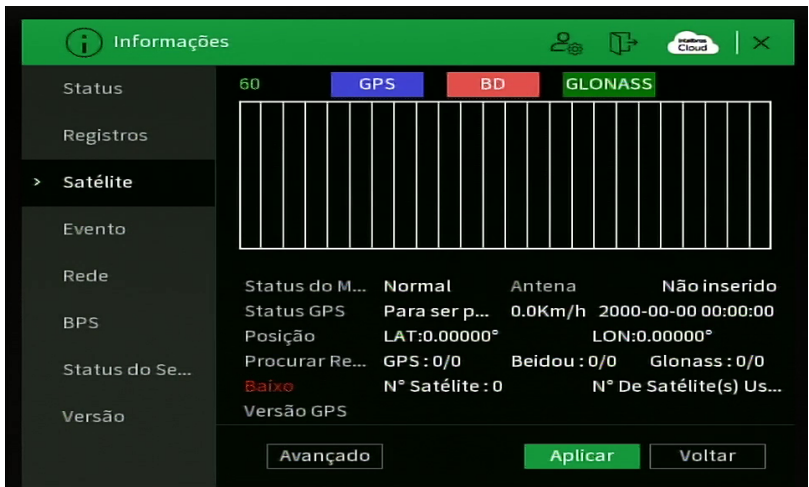 Informações
intelbras Cloud
Status
Registros
Satélite
Evento
Rede
BPS
Status do Se...
Versão
60 GPS BD GLONASS
Status do M... Normal Antena Não inserido
Status GPS Para ser p... 0.0Km/h 2000-00-00 00:00:00
Posição LAT:0.00000° LON:0.00000°
Procurar Re... GPS:0/0 Beidou:0/0 Glonass:0/0
Baixo N° Satélite:0 N° De Satélite(s) Us...
Versão GPS
Avançado Aplicar Voltar